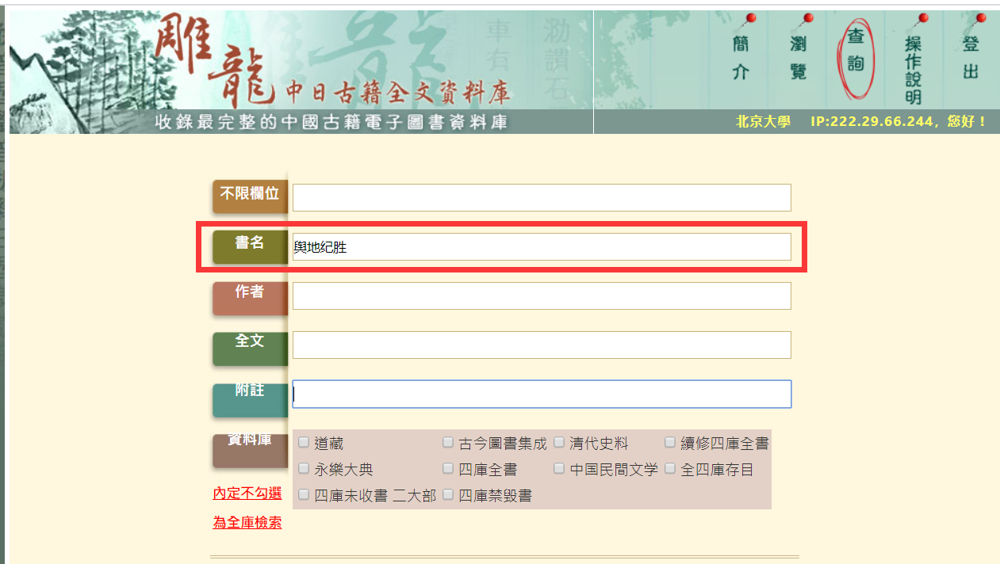 雕龍
中日古籍全文資料庫
收錄最完整的中國古籍電子圖書資料庫
簡介
瀏覽
查詢
操作説明
登出
北京大學 IP:222.29.66.244，您好！
不限欄位
書名 舆地纪胜
作者
全文
附註
資料庫
道藏 古今圖書集成 清代史料 續修四庫全書
永樂大典 四庫全書 中国民間文学 全四庫存目
四庫未收書 二大部 四庫禁毀書
內定不勾選
為全庫檢索